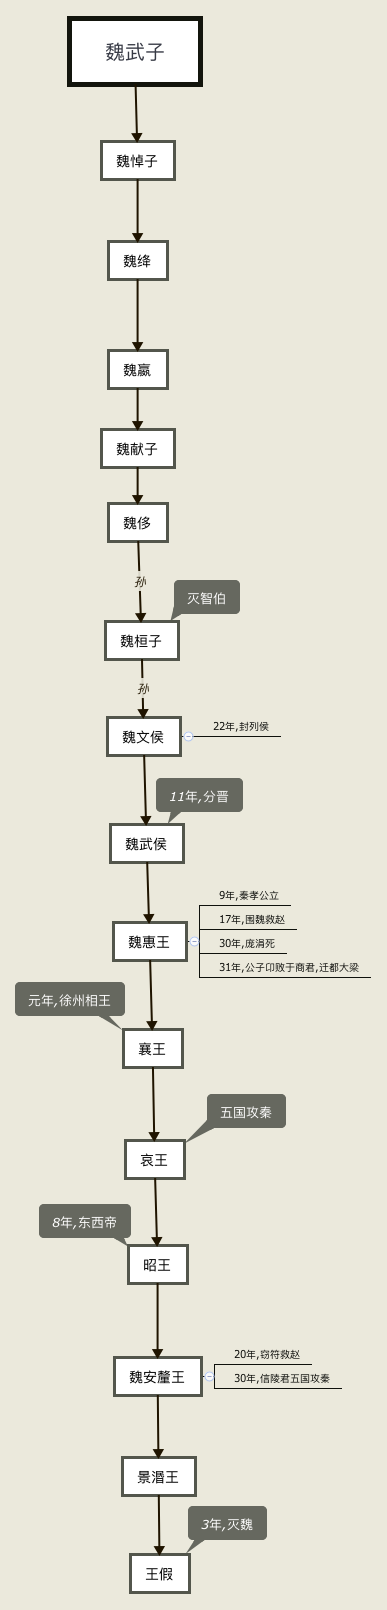 魏武子
魏悼子
魏绛
魏嬴
魏献子
魏侈
孙
灭智伯
魏桓子
孙
魏文侯
22年,封列侯
11年,分晋
魏武侯
9年,秦孝公立
17年,围魏救赵
魏惠王
30年,庞涓死
31年,公子卬败于商君,迁都大梁
元年,徐州相王
襄王
五国攻秦
哀王
8年,东西帝
昭王
20年,窃符救赵
魏安釐王
30年,信陵君五国攻秦
景湣王
3年,灭魏
王假